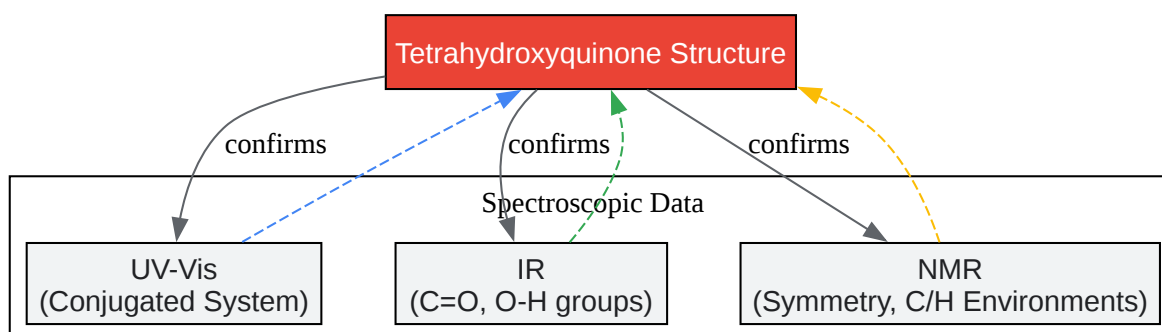 Tetrahydroxyquinone Structure
confirms
confirms
confirms
Spectroscopic Data
UV-Vis
(Conjugated System)
IR
(C=O, O-H groups)
NMR
(Symmetry, C/H Environments)